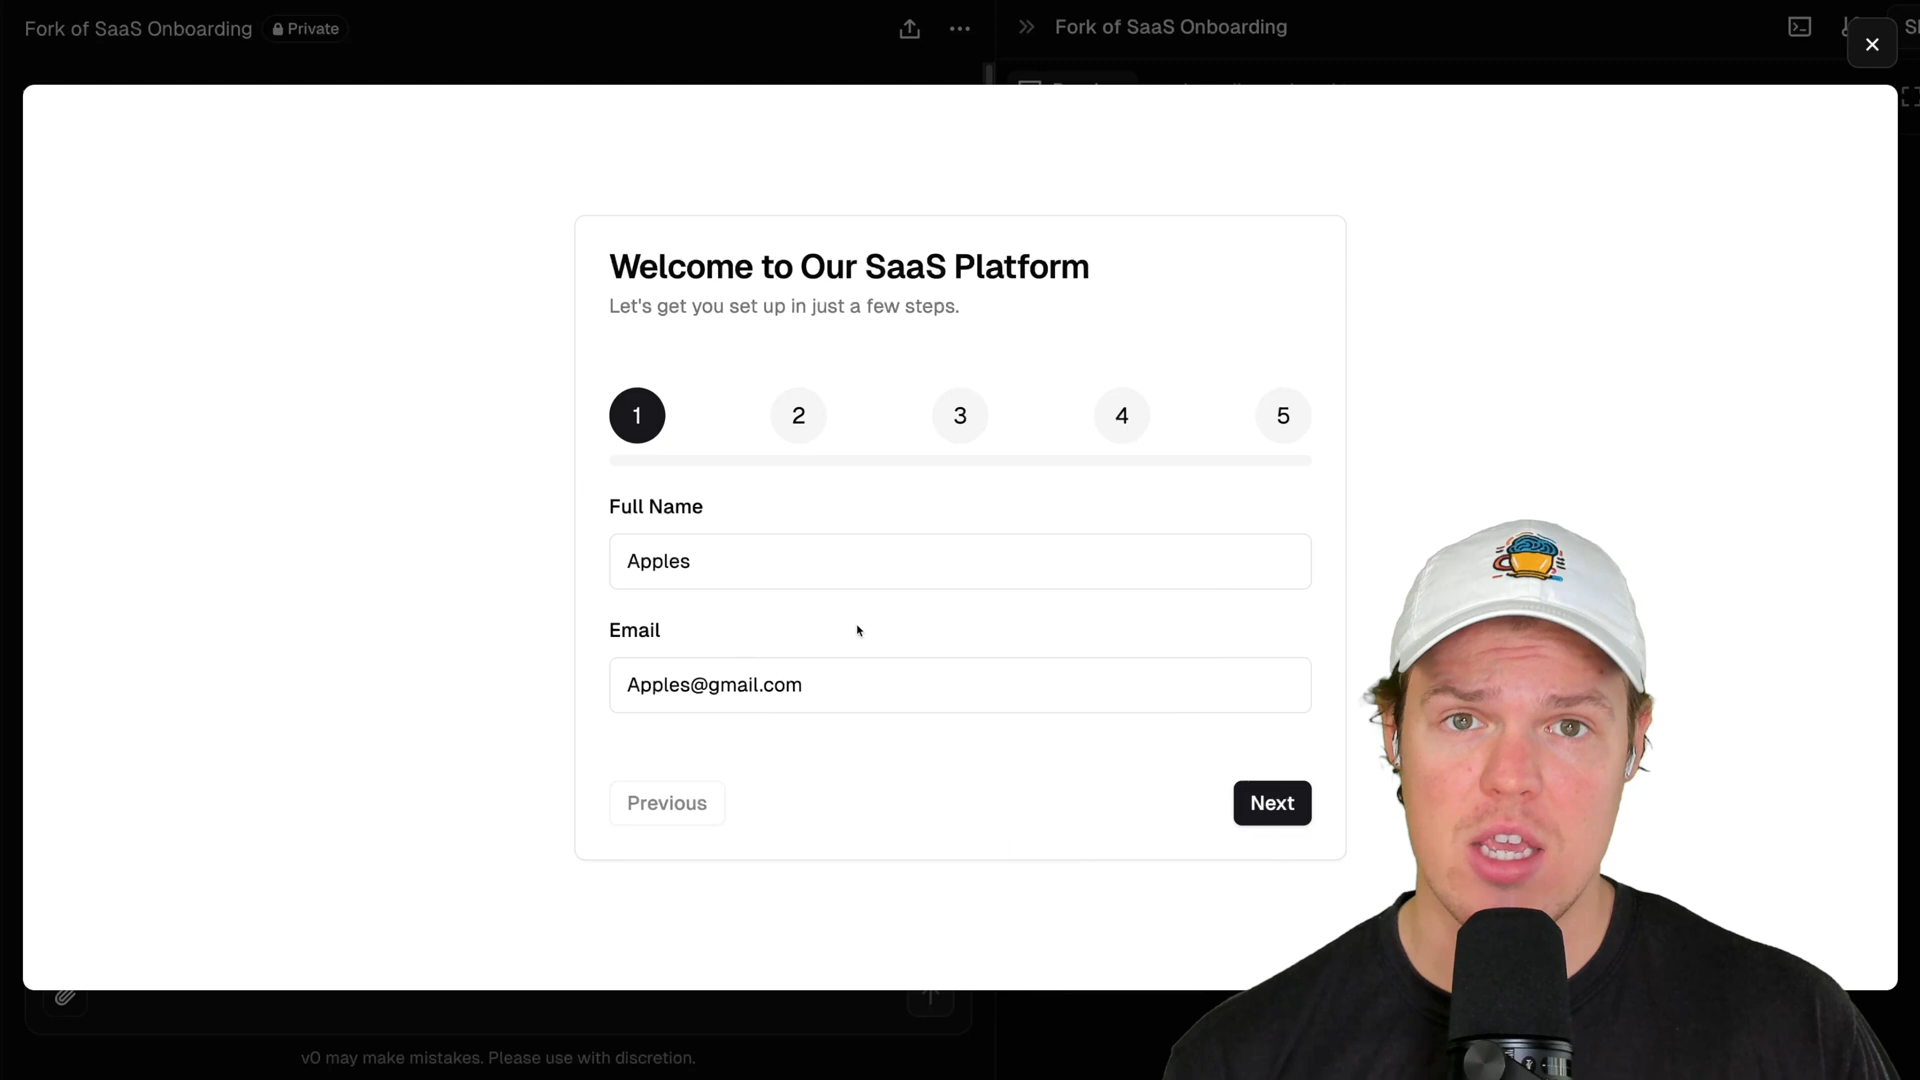 Fork of SaaS Onboarding
Private
Fork of SaaS Onboarding
Welcome to Our SaaS Platform
Let's get you set up in just a few steps.
1
2
3
4
5
Full Name
Apples
Email
Apples@gmail.com
Previous
Next
v0 may make mistakes. Please use with discretion.